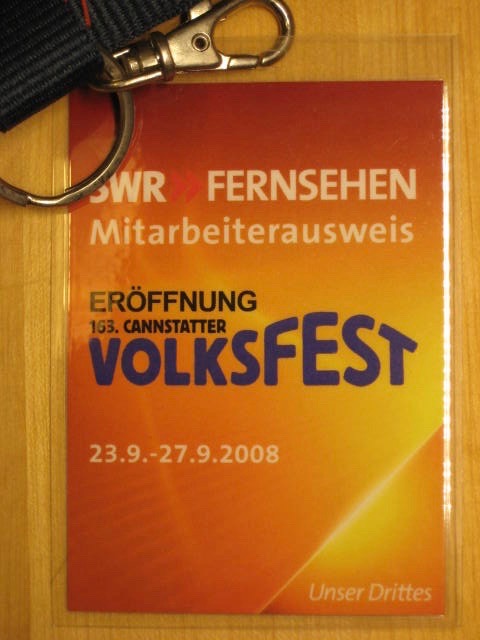 SWR» FERNSEHEN
Mitarbeiterausweis
ERÖFFNUNG
163. CANNSTATTER
VOLKSFEST
23.9.-27.9.2008
Unser Drittes